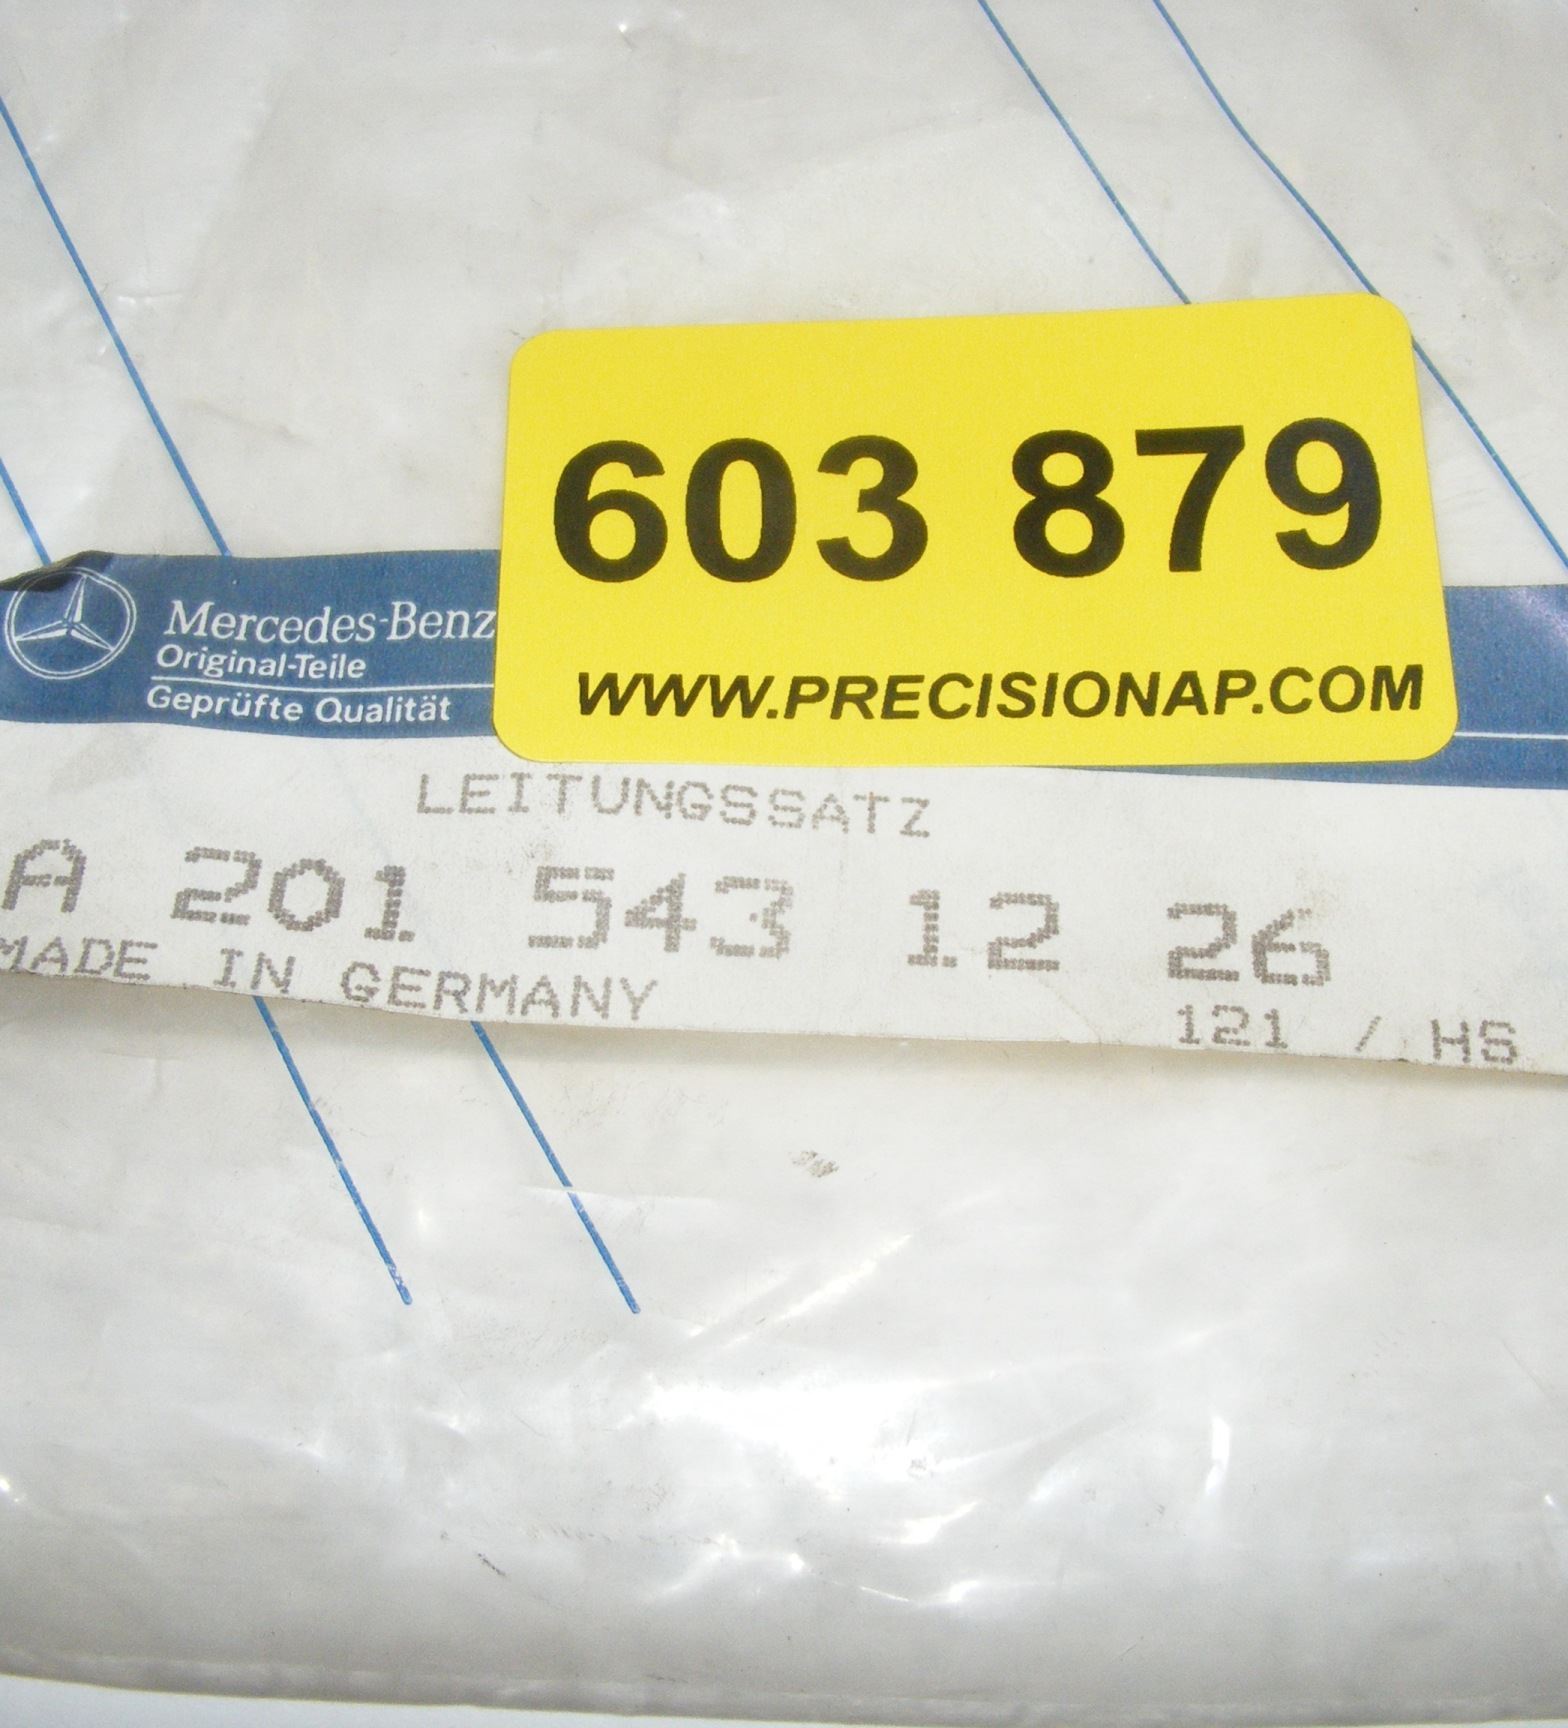 603 879
WWW.PRECISIONAP.COM
Mercedes-Benz
Original-Teile
Geprüfte Qualität
LEITUNGSSATZ
A 201 543 12 26
MADE IN GERMANY
121 / HS